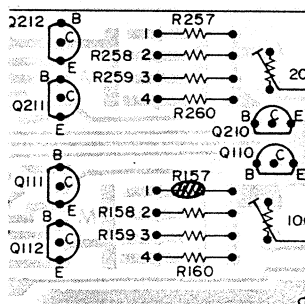 Q212 B C E
R257
1
R258 2
R259 3
4
R260
20
B C E
Q211
B C E
Q210
Q110
B C E
B C E
Q111
R157
1
R158 2
R159 3
4
R160
100
B C E
Q112